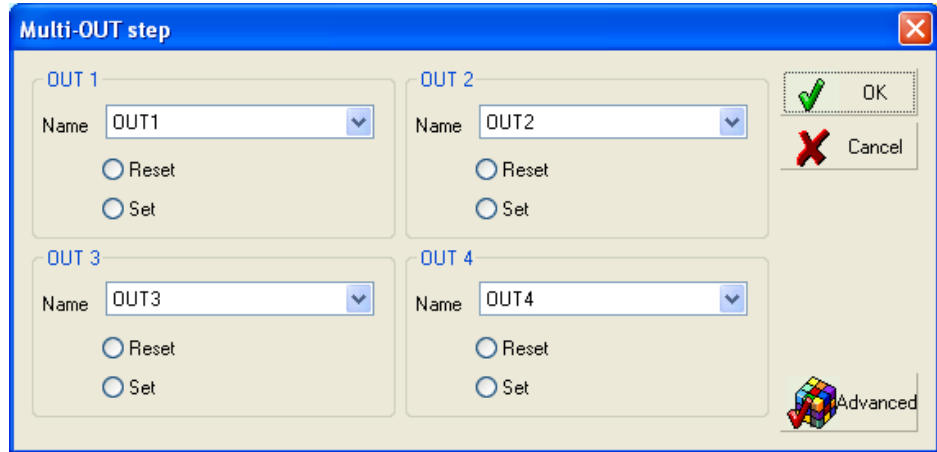 Multi-OUT step
OUT 1
Name OUT1
Reset
Set
OUT 2
Name OUT2
Reset
Set
OK
Cancel
OUT 3
Name OUT3
Reset
Set
OUT 4
Name OUT4
Reset
Set
Advanced